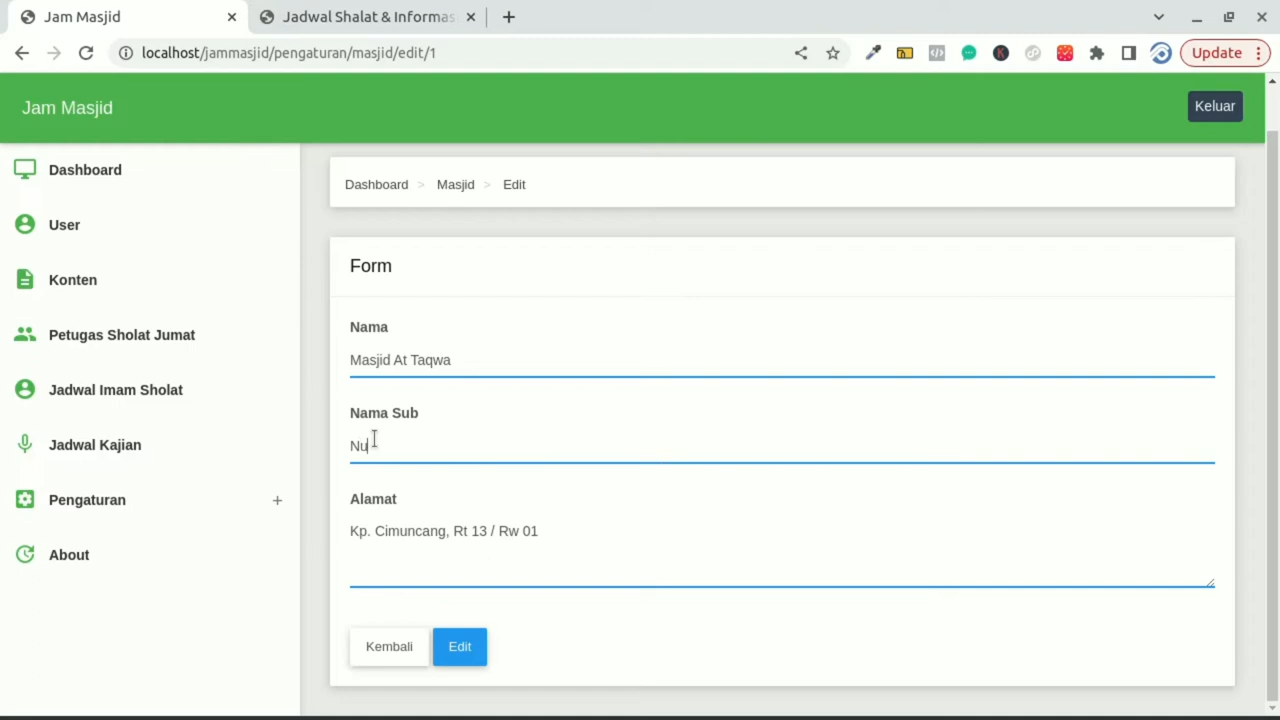 Jam Masjid
Jadwal Shalat & Informas
localhost/jammasjid/pengaturan/masjid/edit/1
Update
Jam Masjid
Keluar
Dashboard
User
Konten
Petugas Sholat Jumat
Jadwal Imam Sholat
Jadwal Kajian
Pengaturan +
About
Dashboard > Masjid > Edit
Form
Nama
Masjid At Taqwa
Nama Sub
Nu
Alamat
Kp. Cimuncang, Rt 13 / Rw 01
Kembali
Edit